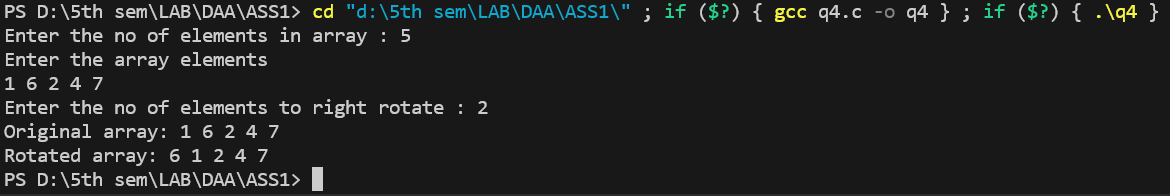 PS D:\5th sem\LAB\DAA\ASS1> cd "d:\5th sem\LAB\DAA\ASS1\" ; if ($?) { gcc q4.c -o q4 } ; if ($?) { .\q4 }
Enter the no of elements in array : 5
Enter the array elements
1 6 2 4 7
Enter the no of elements to right rotate : 2
Original array: 1 6 2 4 7
Rotated array: 6 1 2 4 7
PS D:\5th sem\LAB\DAA\ASS1>